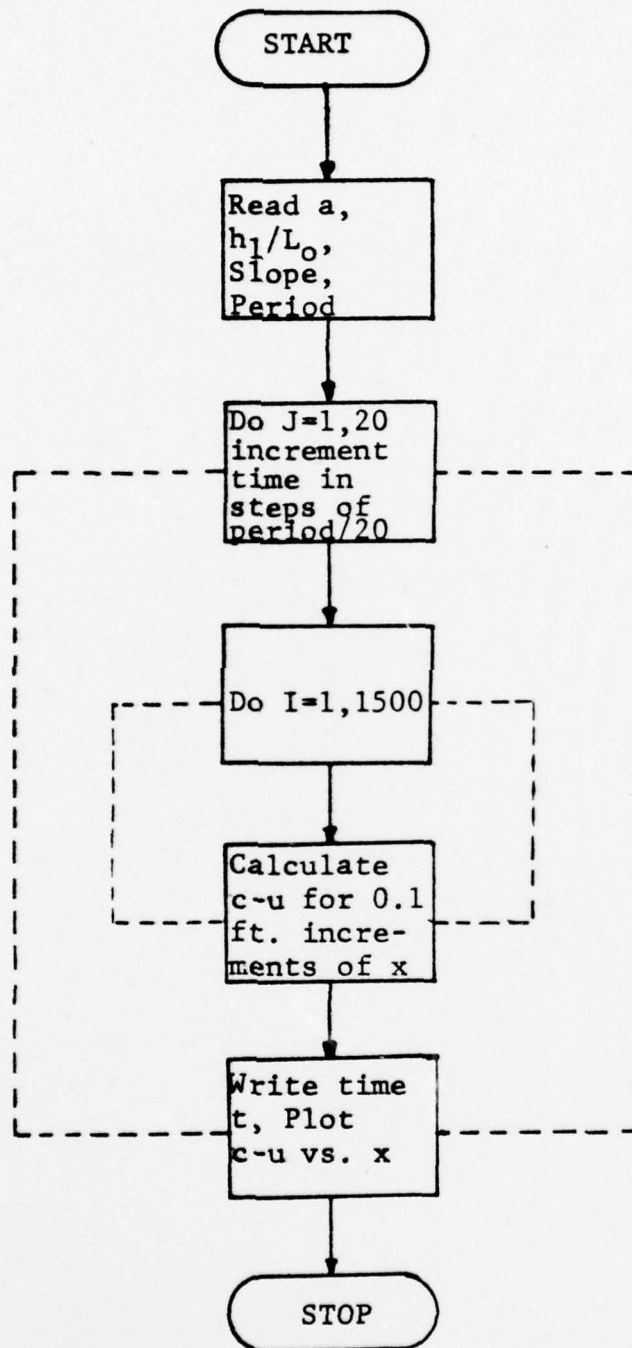 START
Read a,
h1/Lo,
Slope,
Period
Do J=1,20
increment
time in
steps of
period/20
Do I=1,1500
Calculate
c-u for 0.1
ft. incre-
ments of x
Write time
t, Plot
c-u vs. x
STOP